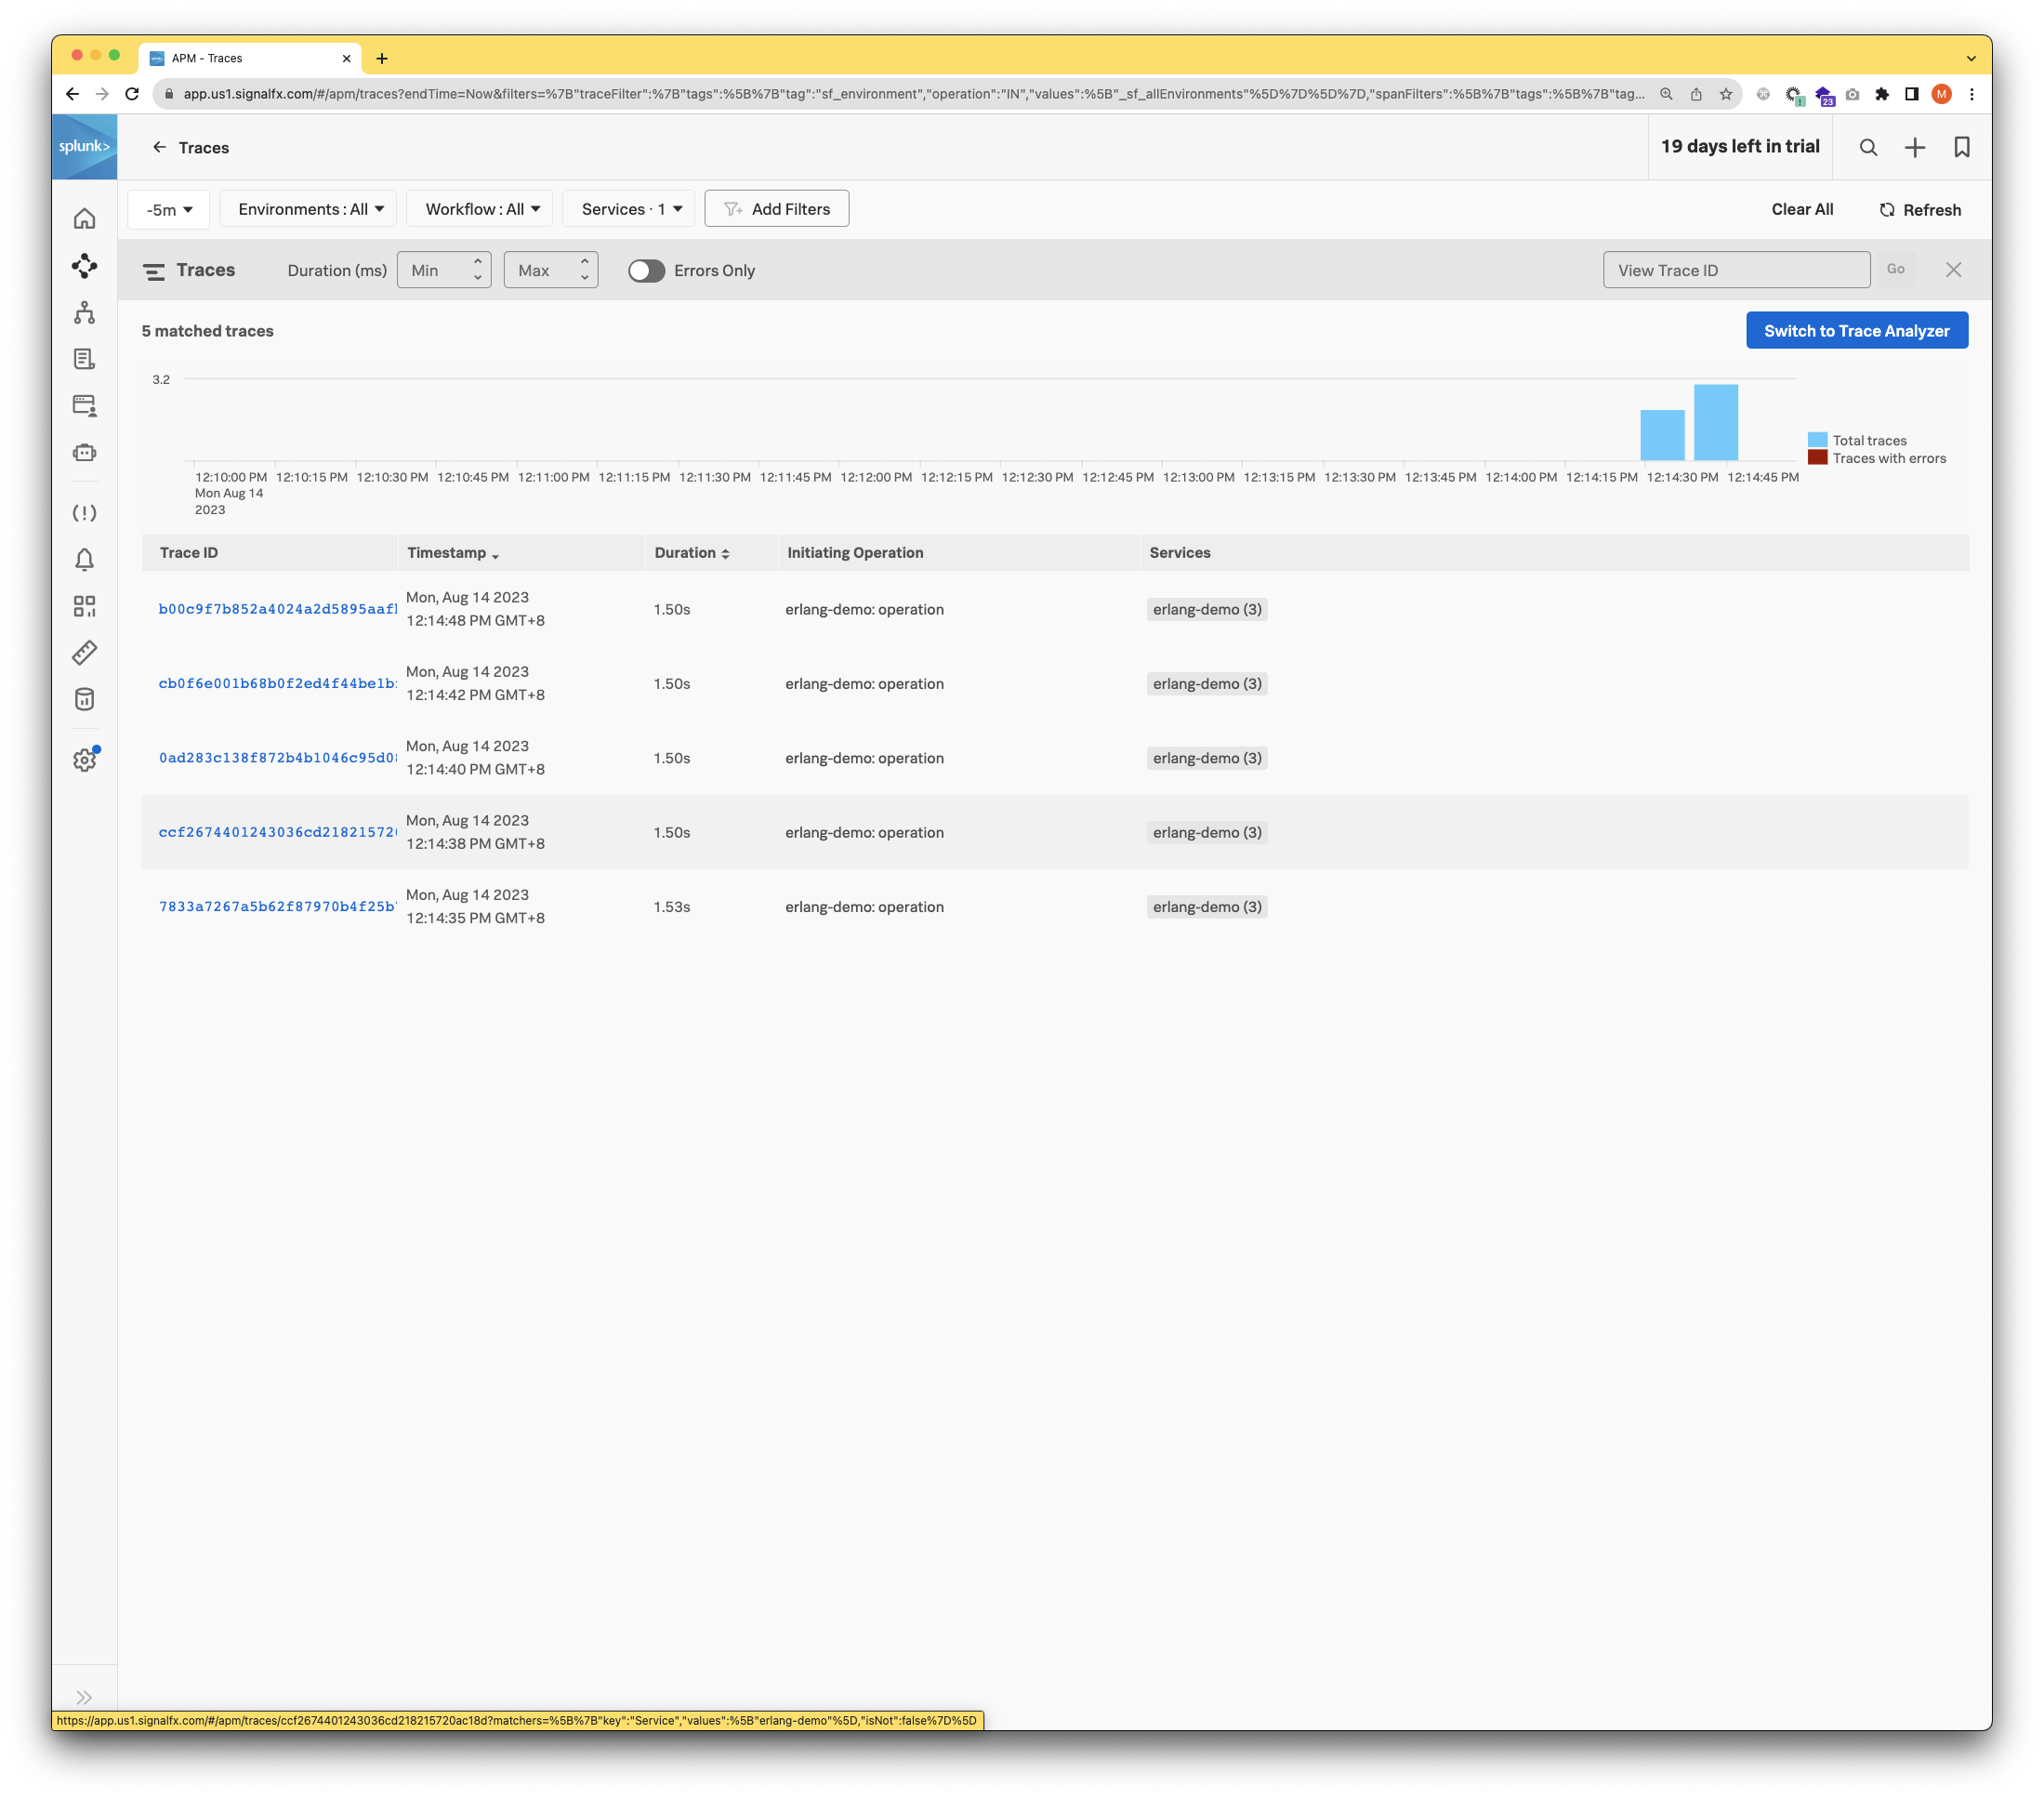 APM - Traces
app.us1.signalfx.com/#/apm/traces?endTime=Now&filters=%7B"traceFilter":%7B"tags":%5B%7B"tag":"sf_environment","operation":"IN","values":%5B"_sf_allEnvironments"%5D%7D%5D%7D,"spanFilters":%5B%7B"tags":%5B%7B"tag...
23
M
splunk>
Traces
19 days left in trial
-5m
Environments : All
Workflow : All
Services · 1
Add Filters
Clear All
Refresh
Traces
Duration (ms)
Min
Max
Errors Only
View Trace ID
Go
5 matched traces
Switch to Trace Analyzer
3.2
Total traces
Traces with errors
12:10:00 PM 12:10:15 PM 12:10:30 PM 12:10:45 PM 12:11:00 PM 12:11:15 PM 12:11:30 PM 12:11:45 PM 12:12:00 PM 12:12:15 PM 12:12:30 PM 12:12:45 PM 12:13:00 PM 12:13:15 PM 12:13:30 PM 12:13:45 PM 12:14:00 PM 12:14:15 PM 12:14:30 PM 12:14:45 PM
Mon Aug 14
2023
Trace ID Timestamp Duration Initiating Operation Services
b00c9f7b852a4024a2d5895aaf Mon, Aug 14 2023
12:14:48 PM GMT+8 1.50s erlang-demo: operation erlang-demo (3)
cb0f6e001b68b0f2ed4f44be1b Mon, Aug 14 2023
12:14:42 PM GMT+8 1.50s erlang-demo: operation erlang-demo (3)
0ad283c138f872b4b1046c95d0 Mon, Aug 14 2023
12:14:40 PM GMT+8 1.50s erlang-demo: operation erlang-demo (3)
ccf2674401243036cd21821572 Mon, Aug 14 2023
12:14:38 PM GMT+8 1.50s erlang-demo: operation erlang-demo (3)
7833a7267a5b62f87970b4f25b Mon, Aug 14 2023
12:14:35 PM GMT+8 1.53s erlang-demo: operation erlang-demo (3)
https://app.us1.signalfx.com/#/apm/traces/ccf2674401243036cd218215720ac18d?matchers=%5B%7B"key":"Service","values":%5B"erlang-demo"%5D,"isNot":false%7D%5D